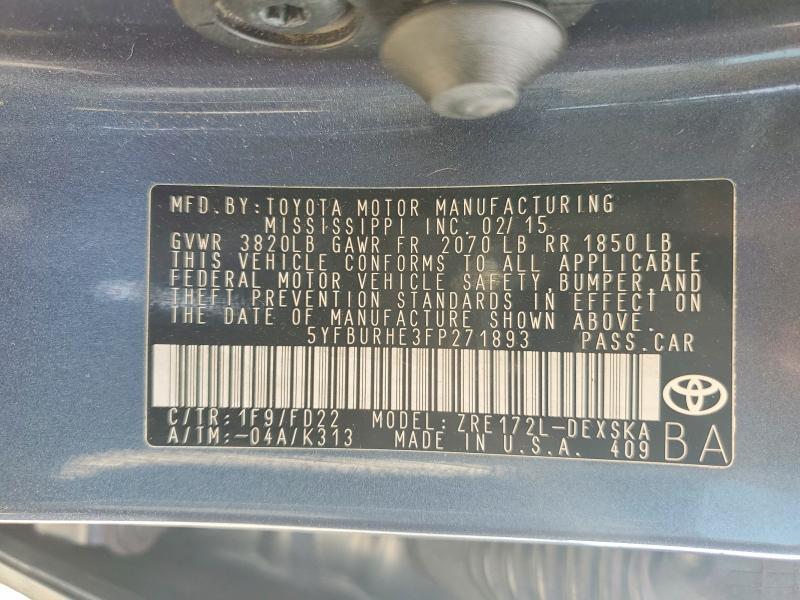 MFD. BY: TOYOTA MOTOR MANUFACTURING
MISSISSIPPI INC. 02/15
GVWR 3820LB GAWR FR 2070 LB RR 1850LB
THIS VEHICLE CONFORMS TO ALL APPLICABLE
FEDERAL MOTOR VEHICLE SAFETY, BUMPER, AND
THEFT PREVENTION STANDARDS IN EFFECT ON
THE DATE OF MANUFACTURE SHOWN ABOVE.
5YFBURHE3FP271893 PASS. CAR
C/TR: 1F9/FD22 MODEL: ZRE172L-DEXSKA
A/TM: -04A/K313 MADE IN U.S.A. 409 BA